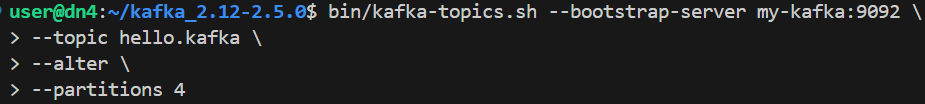 user@dn4:~/kafka_2.12-2.5.0$ bin/kafka-topics.sh --bootstrap-server my-kafka:9092 \
> --topic hello.kafka \
> --alter \
> --partitions 4